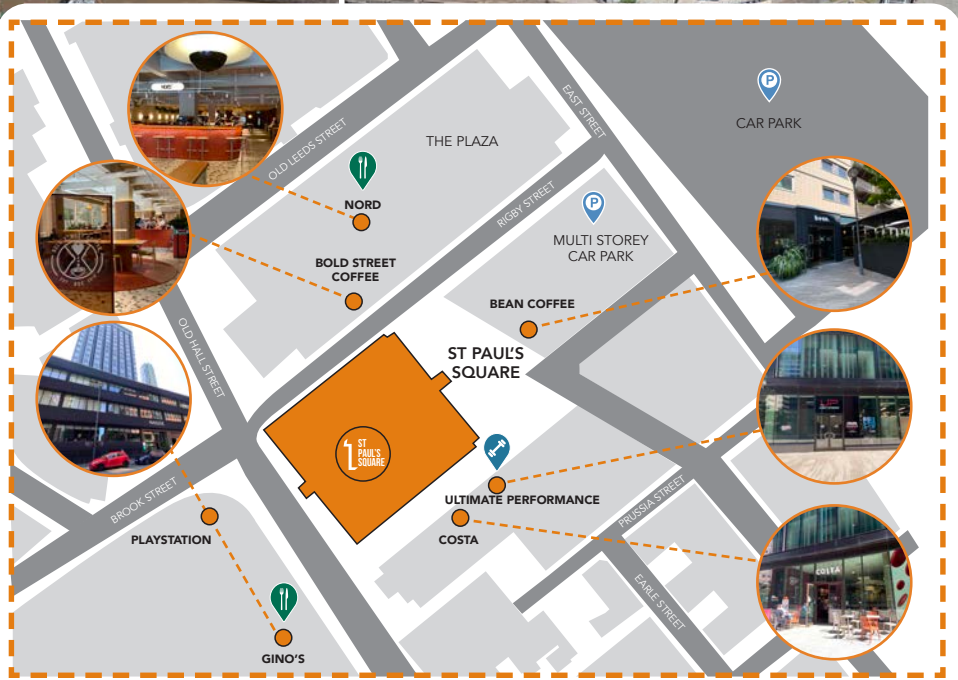 OLD LEEDS STREET
THE PLAZA
EAST STREET
P
CAR PARK
NORD
RIGBY STREET
P
MULTI STOREY
CAR PARK
BOLD STREET
COFFEE
BEAN COFFEE
OLD HALL STREET
ST PAUL'S
SQUARE
1 ST
PAUL'S
SQUARE
BROOK STREET
ULTIMATE PERFORMANCE
PRUSSIA STREET
PLAYSTATION
COSTA
COSTA
EARLE STREET
GINO'S